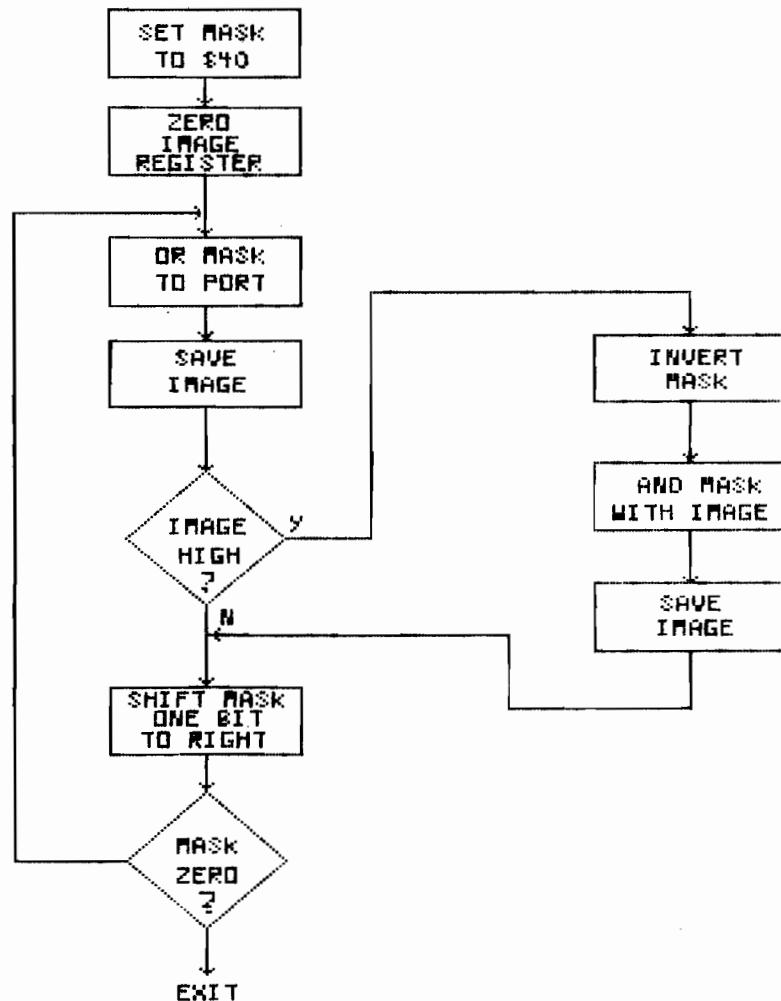 SET MASK
TO $40
ZERO
IMAGE
REGISTER
OR MASK
TO PORT
SAVE
IMAGE
IMAGE
HIGH
?
Y
N
INVERT
MASK
AND MASK
WITH IMAGE
SAVE
IMAGE
SHIFT MASK
ONE BIT
TO RIGHT
MASK
ZERO
?
EXIT